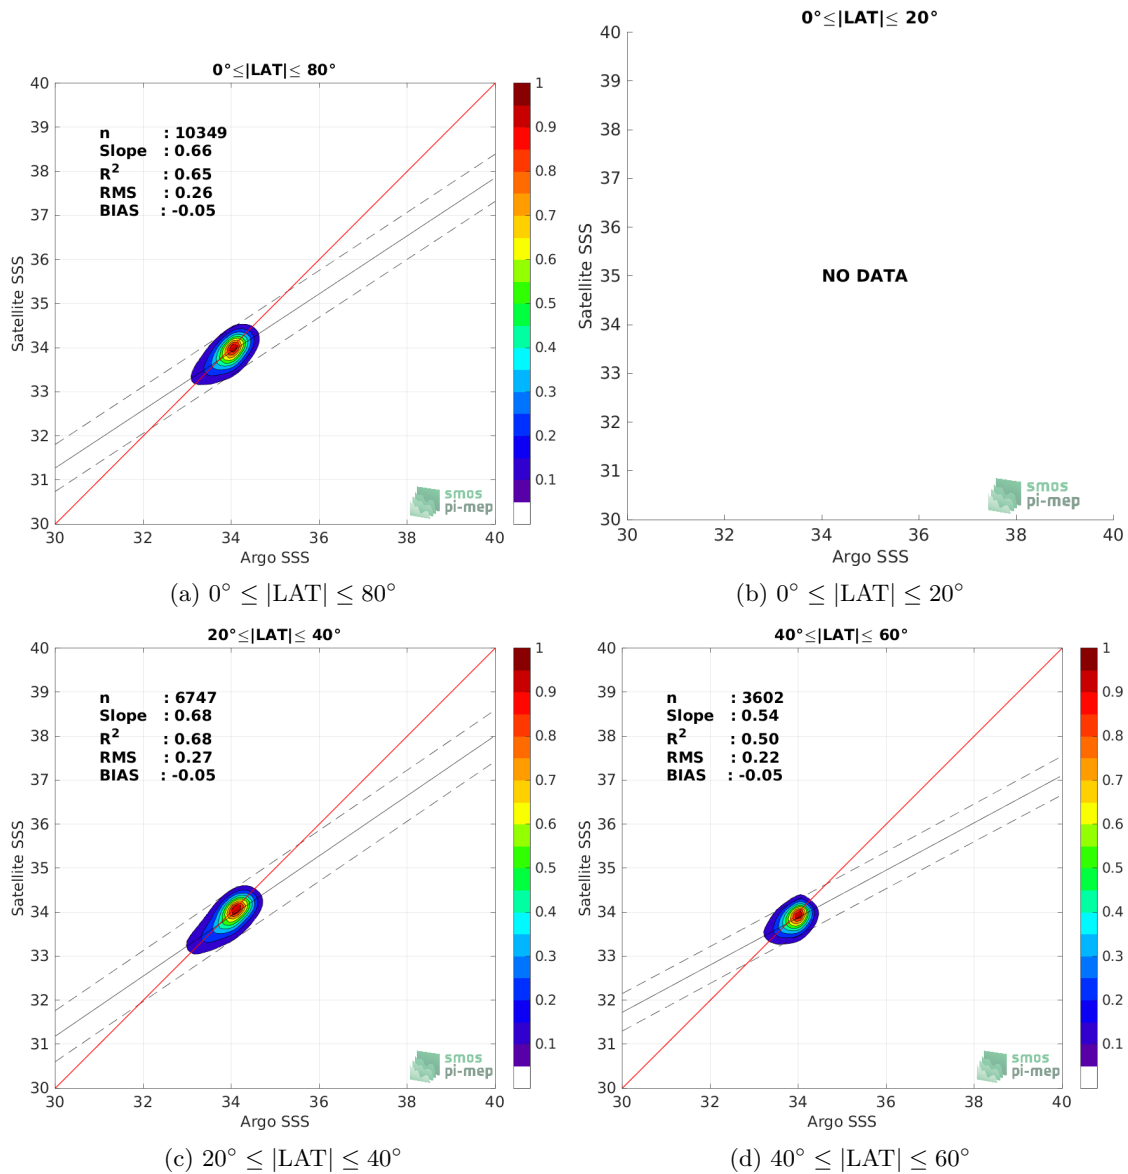 0°≤|LAT|≤ 80°
40
39
38
37
36
35
34
33
32
31
30
Satellite SSS
n : 10349
Slope : 0.66
R² : 0.65
RMS : 0.26
BIAS : -0.05
smos
pi-mep
30 32 34 36 38 40
Argo SSS
1
0.9
0.8
0.7
0.6
0.5
0.4
0.3
0.2
0.1
(a) 0° ≤ |LAT| ≤ 80°
0°≤|LAT|≤ 20°
40
39
38
37
36
35
34
33
32
31
30
Satellite SSS
NO DATA
smos
pi-mep
30 32 34 36 38 40
Argo SSS
(b) 0° ≤ |LAT| ≤ 20°
20°≤|LAT|≤ 40°
40
39
38
37
36
35
34
33
32
31
30
Satellite SSS
n : 6747
Slope : 0.68
R² : 0.68
RMS : 0.27
BIAS : -0.05
smos
pi-mep
30 32 34 36 38 40
Argo SSS
1
0.9
0.8
0.7
0.6
0.5
0.4
0.3
0.2
0.1
(c) 20° ≤ |LAT| ≤ 40°
40°≤|LAT|≤ 60°
40
39
38
37
36
35
34
33
32
31
30
Satellite SSS
n : 3602
Slope : 0.54
R² : 0.50
RMS : 0.22
BIAS : -0.05
smos
pi-mep
30 32 34 36 38 40
Argo SSS
1
0.9
0.8
0.7
0.6
0.5
0.4
0.3
0.2
0.1
(d) 40° ≤ |LAT| ≤ 60°